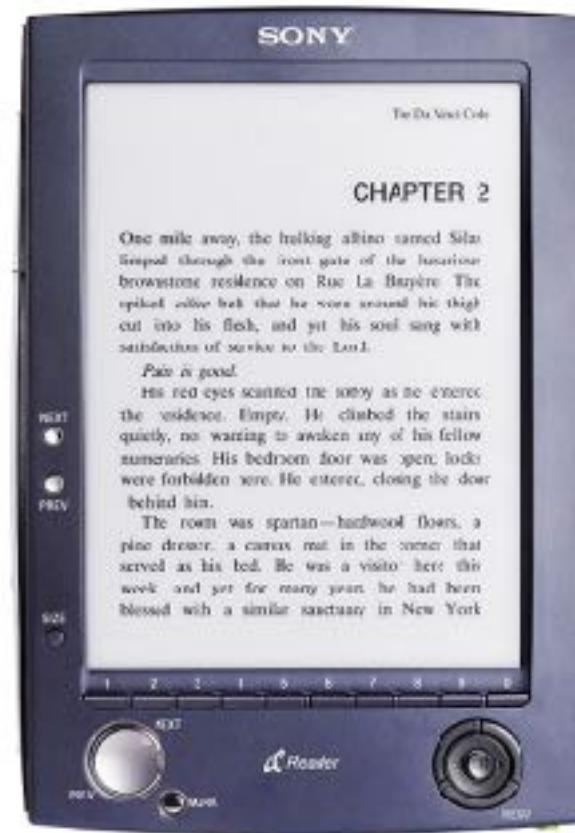 SONY
The Da Vinci Code
CHAPTER 2
One mile away, the hulking albino named Silas
limped through the front gate of the luxurious
brownstone residence on Rue La Bruyère. The
spiked cilice belt that he wore around his thigh
cut into his flesh, and yet his soul sang with
satisfaction of service to the Lord.
Pain is good.
His red eyes scanned the lobby as he entered
the residence. Empty. He climbed the stairs
quietly, not wanting to awaken any of his fellow
numeraries. His bedroom door was open; locks
were forbidden here. He entered, closing the door
behind him.
The room was spartan—hardwood floors, a
pine dresser, a canvas mat in the corner that
served as his bed. He was a visitor here this
week, and yet for many years he had been
blessed with a similar sanctuary in New York
NEXT
PREV
SIZE
1 2 3 4 5 6 7 8 9 0
NEXT
PREV
MARK
Reader
MENU